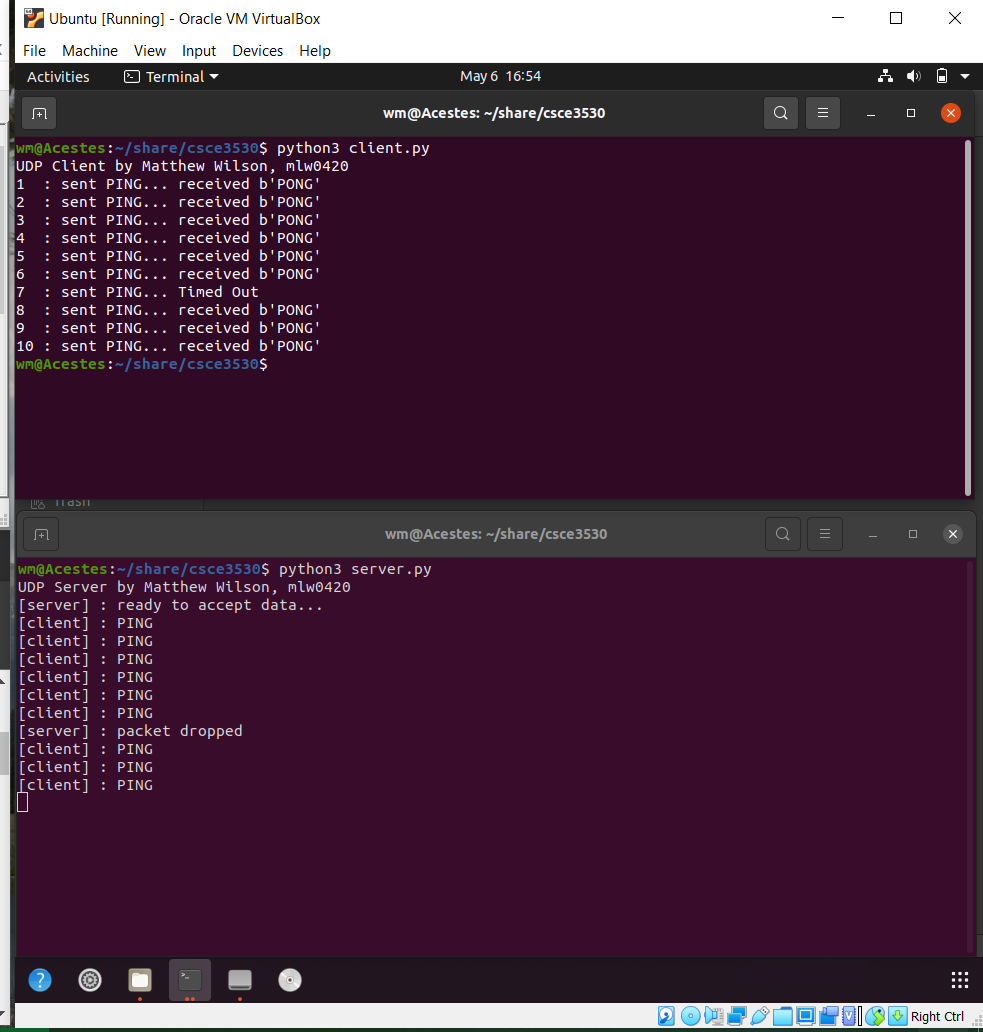 Ubuntu [Running] - Oracle VM VirtualBox
File Machine View Input Devices Help
Activities Terminal May 6 16:54
wm@Acestes: ~/share/csce3530
wm@Acestes:~/share/csce3530$ python3 client.py
UDP Client by Matthew Wilson, mlw0420
1  : sent PING... received b'PONG'
2  : sent PING... received b'PONG'
3  : sent PING... received b'PONG'
4  : sent PING... received b'PONG'
5  : sent PING... received b'PONG'
6  : sent PING... received b'PONG'
7  : sent PING... Timed Out
8  : sent PING... received b'PONG'
9  : sent PING... received b'PONG'
10 : sent PING... received b'PONG'
wm@Acestes:~/share/csce3530$
Trash
wm@Acestes: ~/share/csce3530
wm@Acestes:~/share/csce3530$ python3 server.py
UDP Server by Matthew Wilson, mlw0420
[server] : ready to accept data...
[client] : PING
[client] : PING
[client] : PING
[client] : PING
[client] : PING
[client] : PING
[server] : packet dropped
[client] : PING
[client] : PING
[client] : PING
Right Ctrl